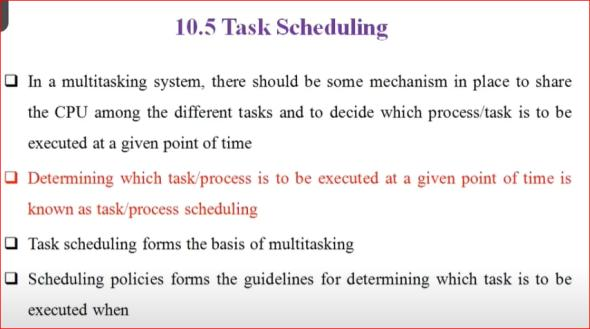 10.5 Task Scheduling
In a multitasking system, there should be some mechanism in place to share
the CPU among the different tasks and to decide which process/task is to be
executed at a given point of time
Determining which task/process is to be executed at a given point of time is
known as task/process scheduling
Task scheduling forms the basis of multitasking
Scheduling policies forms the guidelines for determining which task is to be
executed when